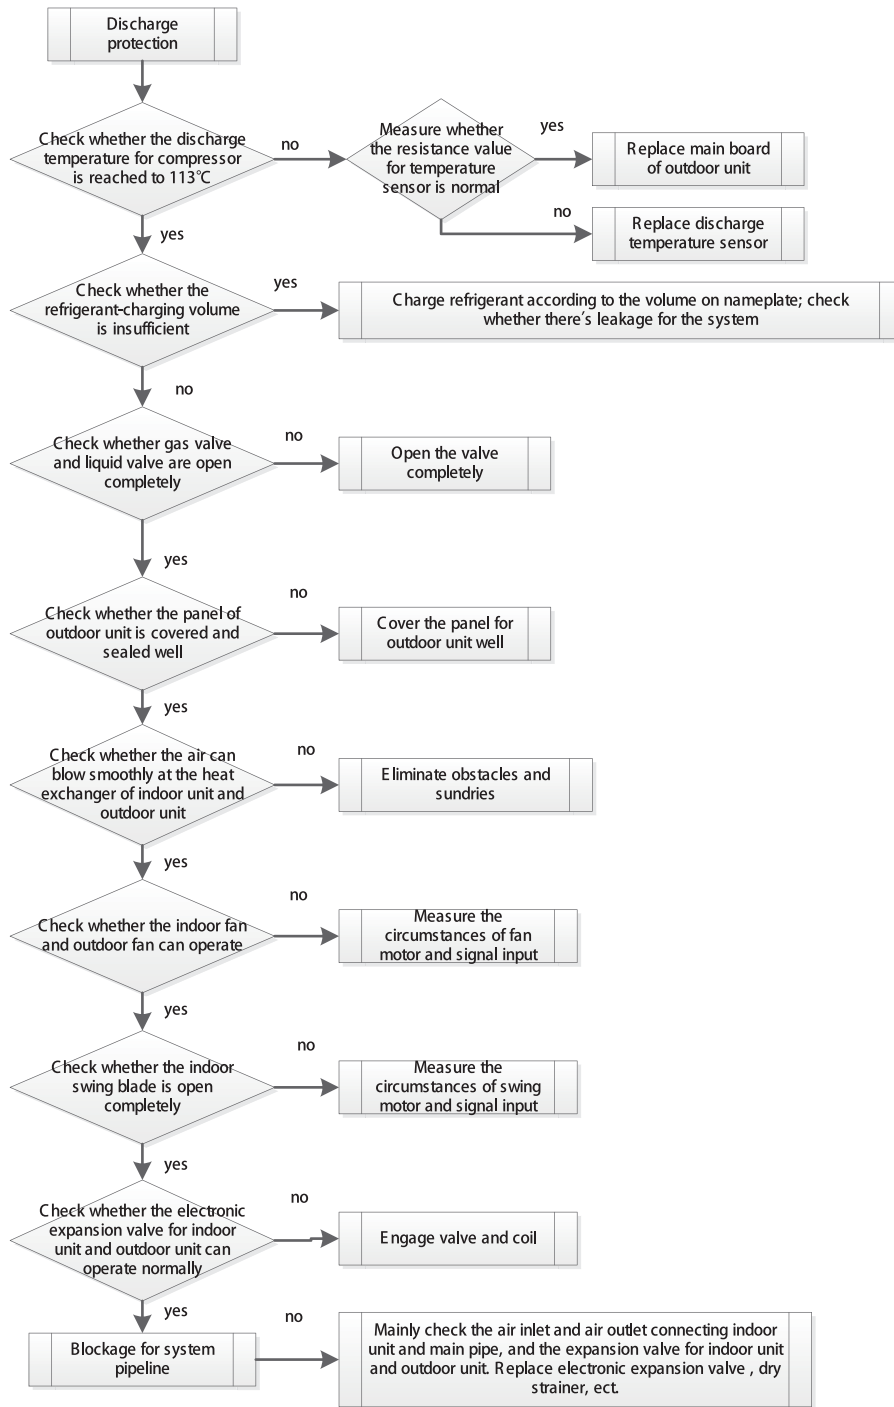 Discharge
protection
Check whether the discharge
temperature for compressor
is reached to 113°C
no
Measure whether
the resistance value
for temperature
sensor is normal
yes
Replace main board
of outdoor unit
no
Replace discharge
temperature sensor
yes
Check whether the
refrigerant-charging volume
is insufficient
yes
Charge refrigerant according to the volume on nameplate; check
whether there's leakage for the system
no
Check whether gas valve
and liquid valve are open
completely
no
Open the valve
completely
yes
Check whether the panel of
outdoor unit is covered and
sealed well
no
Cover the panel for
outdoor unit well
yes
Check whether the air can
blow smoothly at the heat
exchanger of indoor unit and
outdoor unit
no
Eliminate obstacles and
sundries
yes
Check whether the indoor fan
and outdoor fan can operate
no
Measure the
circumstances of fan
motor and signal input
yes
Check whether the indoor
swing blade is open
completely
no
Measure the
circumstances of swing
motor and signal input
yes
Check whether the electronic
expansion valve for indoor
unit and outdoor unit can
operate normally
no
Engage valve and coil
yes
Blockage for system
pipeline
no
Mainly check the air inlet and air outlet connecting indoor
unit and main pipe, and the expansion valve for indoor unit
and outdoor unit. Replace electronic expansion valve , dry
strainer, ect.